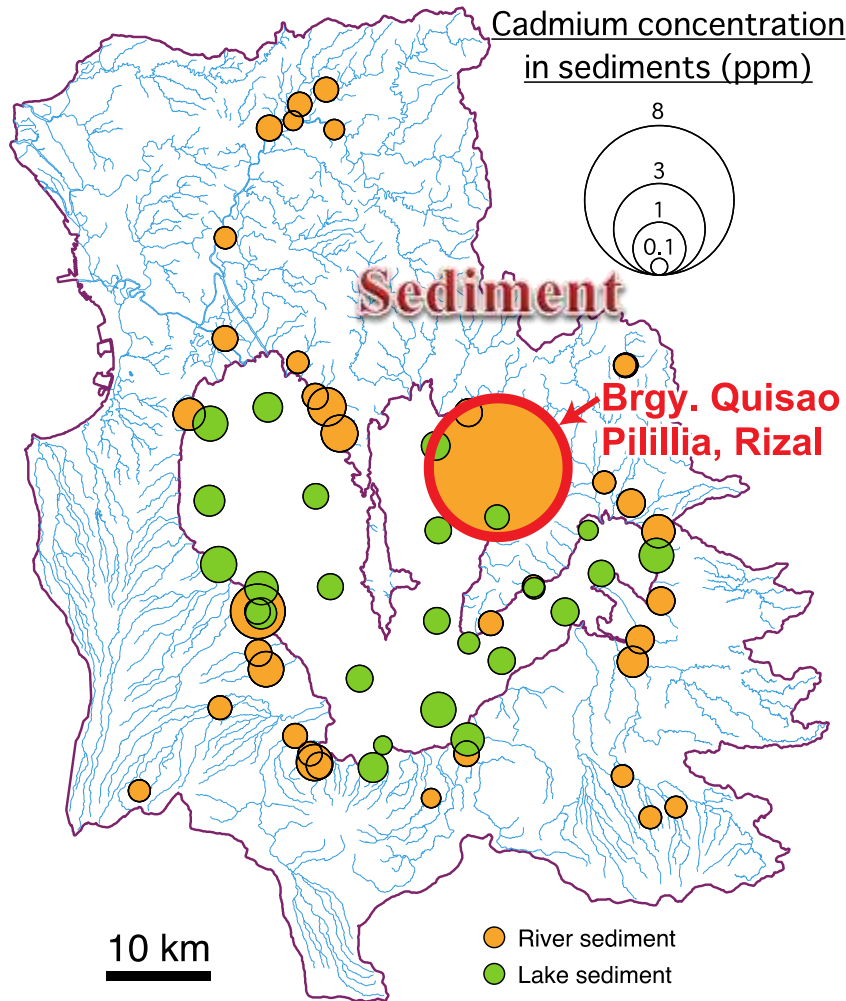 Cadmium concentration
in sediments (ppm)
8
3
1
0.1
Sediment
Brgy. Quisao
Pilillia, Rizal
10 km
River sediment
Lake sediment